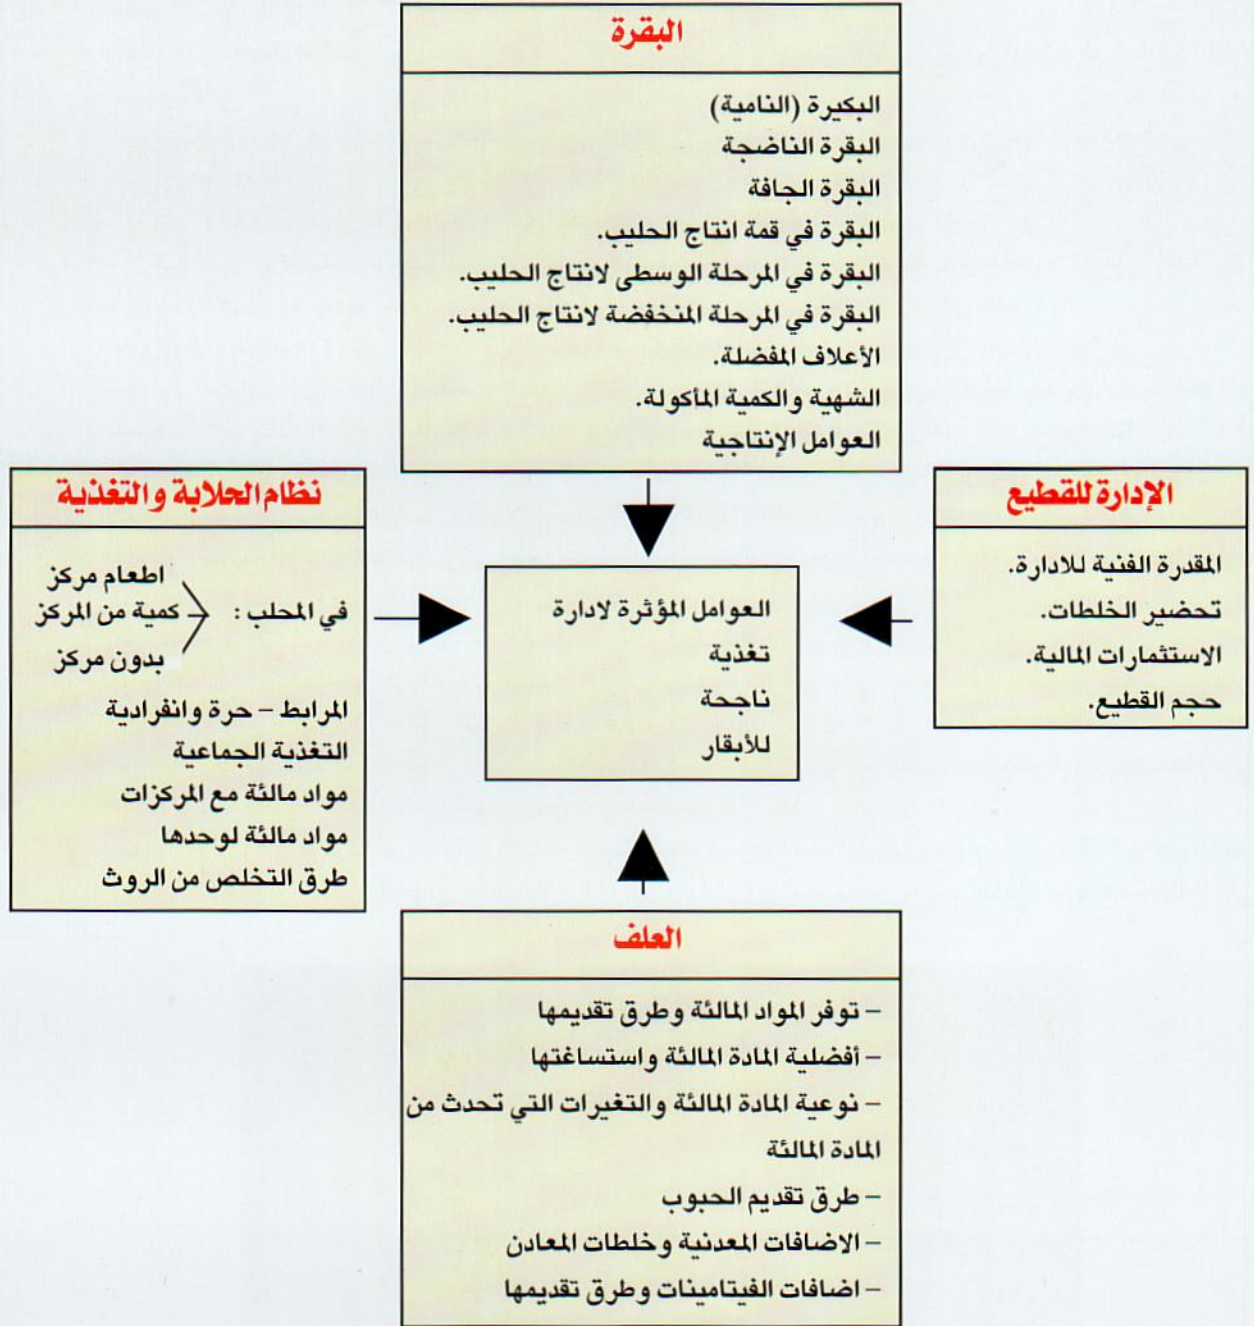 البقرة
البكيرة (النامية)
البقرة الناضجة
البقرة الجافة
البقرة في قمة انتاج الحليب.
البقرة في المرحلة الوسطى لانتاج الحليب.
البقرة في المرحلة المنخفضة لانتاج الحليب.
الأعلاف المفضلة.
الشهية والكمية المأكولة.
العوامل الإنتاجية
الإدارة للقطيع
المقدرة الفنية للادارة.
تحضير الخلطات.
الاستثمارات المالية.
حجم القطيع.
العوامل المؤثرة لادارة
تغذية
ناجحة
للأبقار
نظام الحلابة والتغذية
اطعام مركز
في المحلب : كمية من المركز
بدون مركز
المرابط – حرة وانفرادية
التغذية الجماعية
مواد مالئة مع المركزات
مواد مالئة لوحدها
طرق التخلص من الروث
العلف
– توفر المواد المالئة وطرق تقديمها
– أفضلية المادة المالئة واستساغتها
– نوعية المادة المالئة والتغيرات التي تحدث من
المادة المالئة
– طرق تقديم الحبوب
– الاضافات المعدنية وخلطات المعادن
– اضافات الفيتامينات وطرق تقديمها